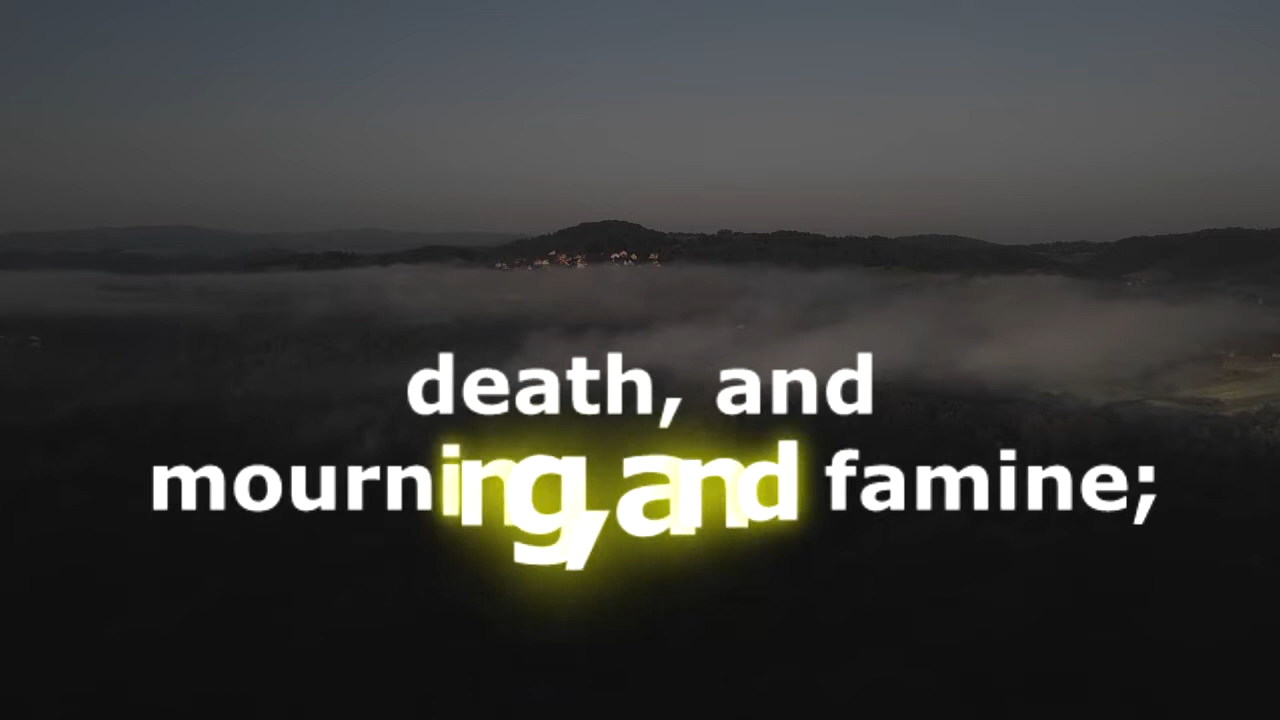 death, and
mourning, and famine;